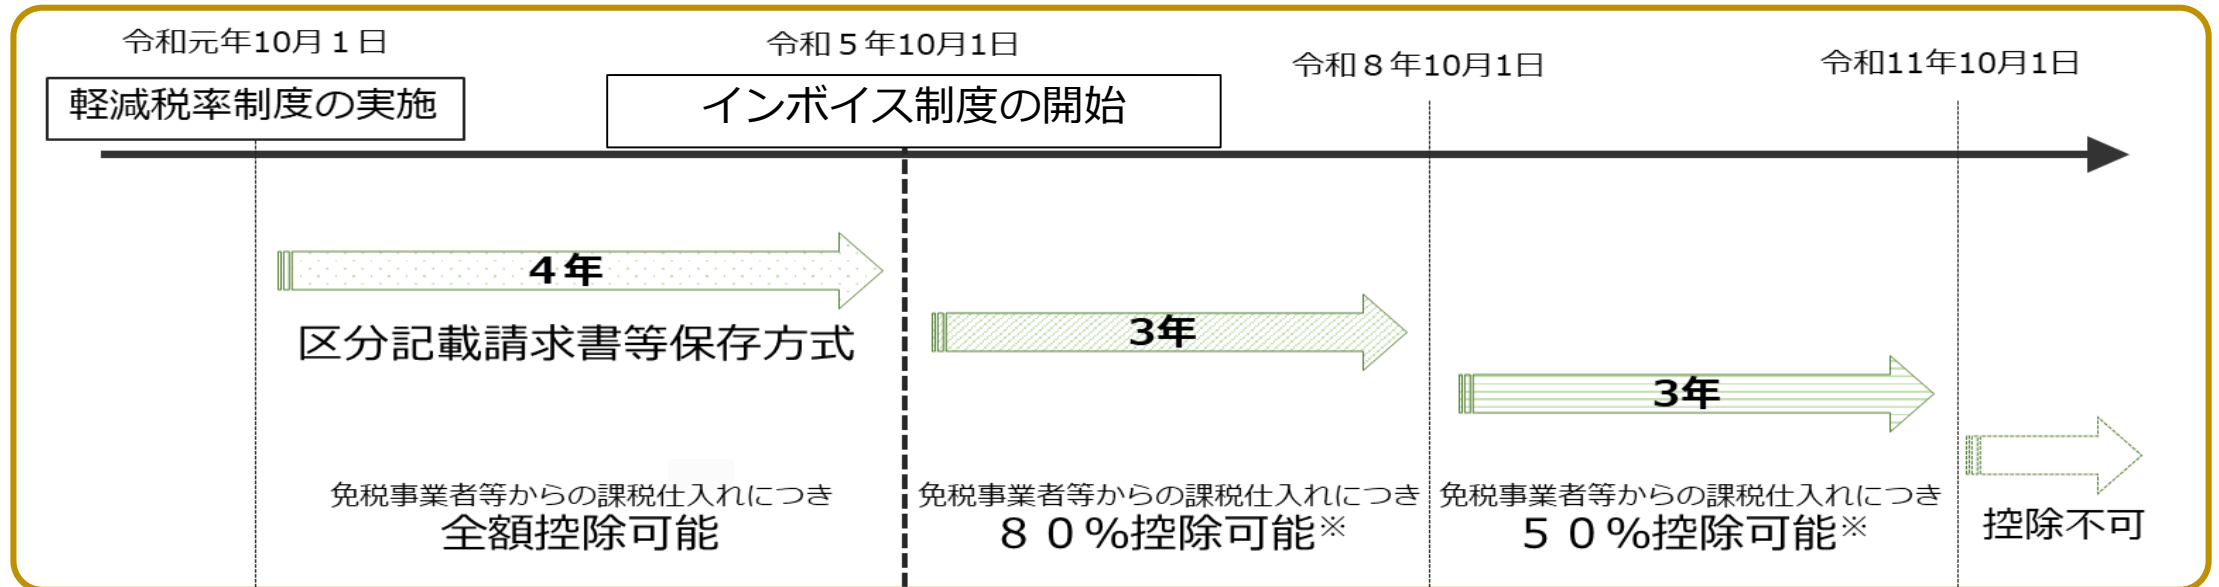 令和元年10月１日
軽減税率制度の実施
令和５年10月1日
インボイス制度の開始
令和８年10月1日
令和11年10月1日
４年
区分記載請求書等保存方式
3年
3年
免税事業者等からの課税仕入れにつき
全額控除可能
免税事業者等からの課税仕入れにつき
８０％控除可能※
免税事業者等からの課税仕入れにつき
５０％控除可能※
控除不可